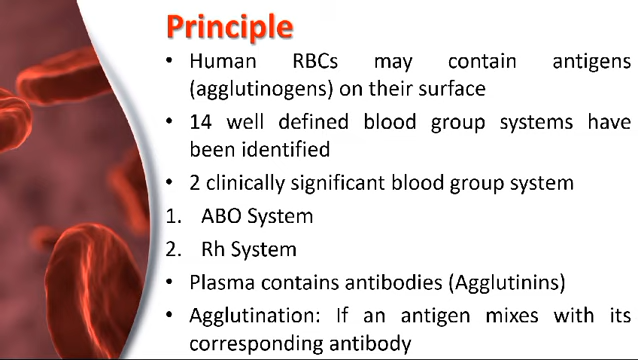 Principle
• Human RBCs may contain antigens
(agglutinogens) on their surface
• 14 well defined blood group systems have
been identified
• 2 clinically significant blood group system
1. ABO System
2. Rh System
• Plasma contains antibodies (Agglutinins)
• Agglutination: If an antigen mixes with its
corresponding antibody